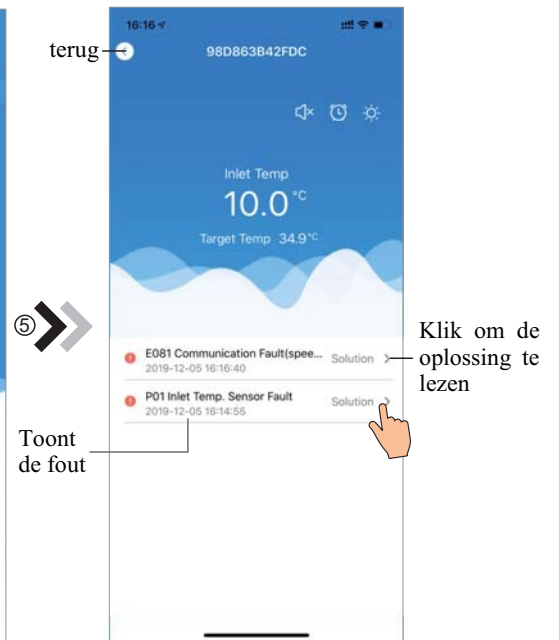 16:16
terug
98D863B42FDC
Inlet Temp
10.0 °C
Target Temp 34.9°C
⑤
E081 Communication Fault(spee... Solution
2019-12-05 16:16:40
P01 Inlet Temp. Sensor Fault Solution
2019-12-05 16:14:55
Klik om de
oplossing te
lezen
Toont
de fout